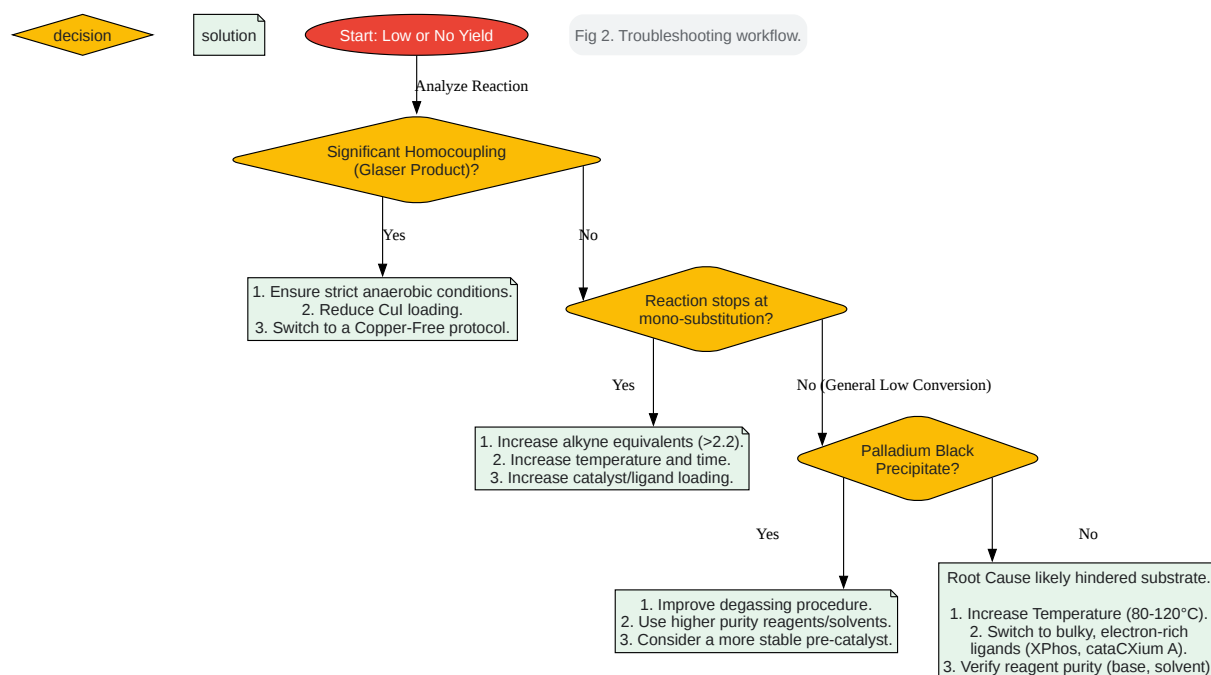 decision
solution
Start: Low or No Yield
Fig 2. Troubleshooting workflow.
Analyze Reaction
Significant Homocoupling
(Glaser Product)?
Yes
No
1. Ensure strict anaerobic conditions.
2. Reduce CuI loading.
3. Switch to a Copper-Free protocol.
Reaction stops at
mono-substitution?
Yes
No (General Low Conversion)
1. Increase alkyne equivalents (>2.2).
2. Increase temperature and time.
3. Increase catalyst/ligand loading.
Palladium Black
Precipitate?
Yes
No
1. Improve degassing procedure.
2. Use higher purity reagents/solvents.
3. Consider a more stable pre-catalyst.
Root Cause likely hindered substrate.
1. Increase Temperature (80-120°C).
2. Switch to bulky, electron-rich
ligands (XPhos, cataCXium A).
3. Verify reagent purity (base, solvent)